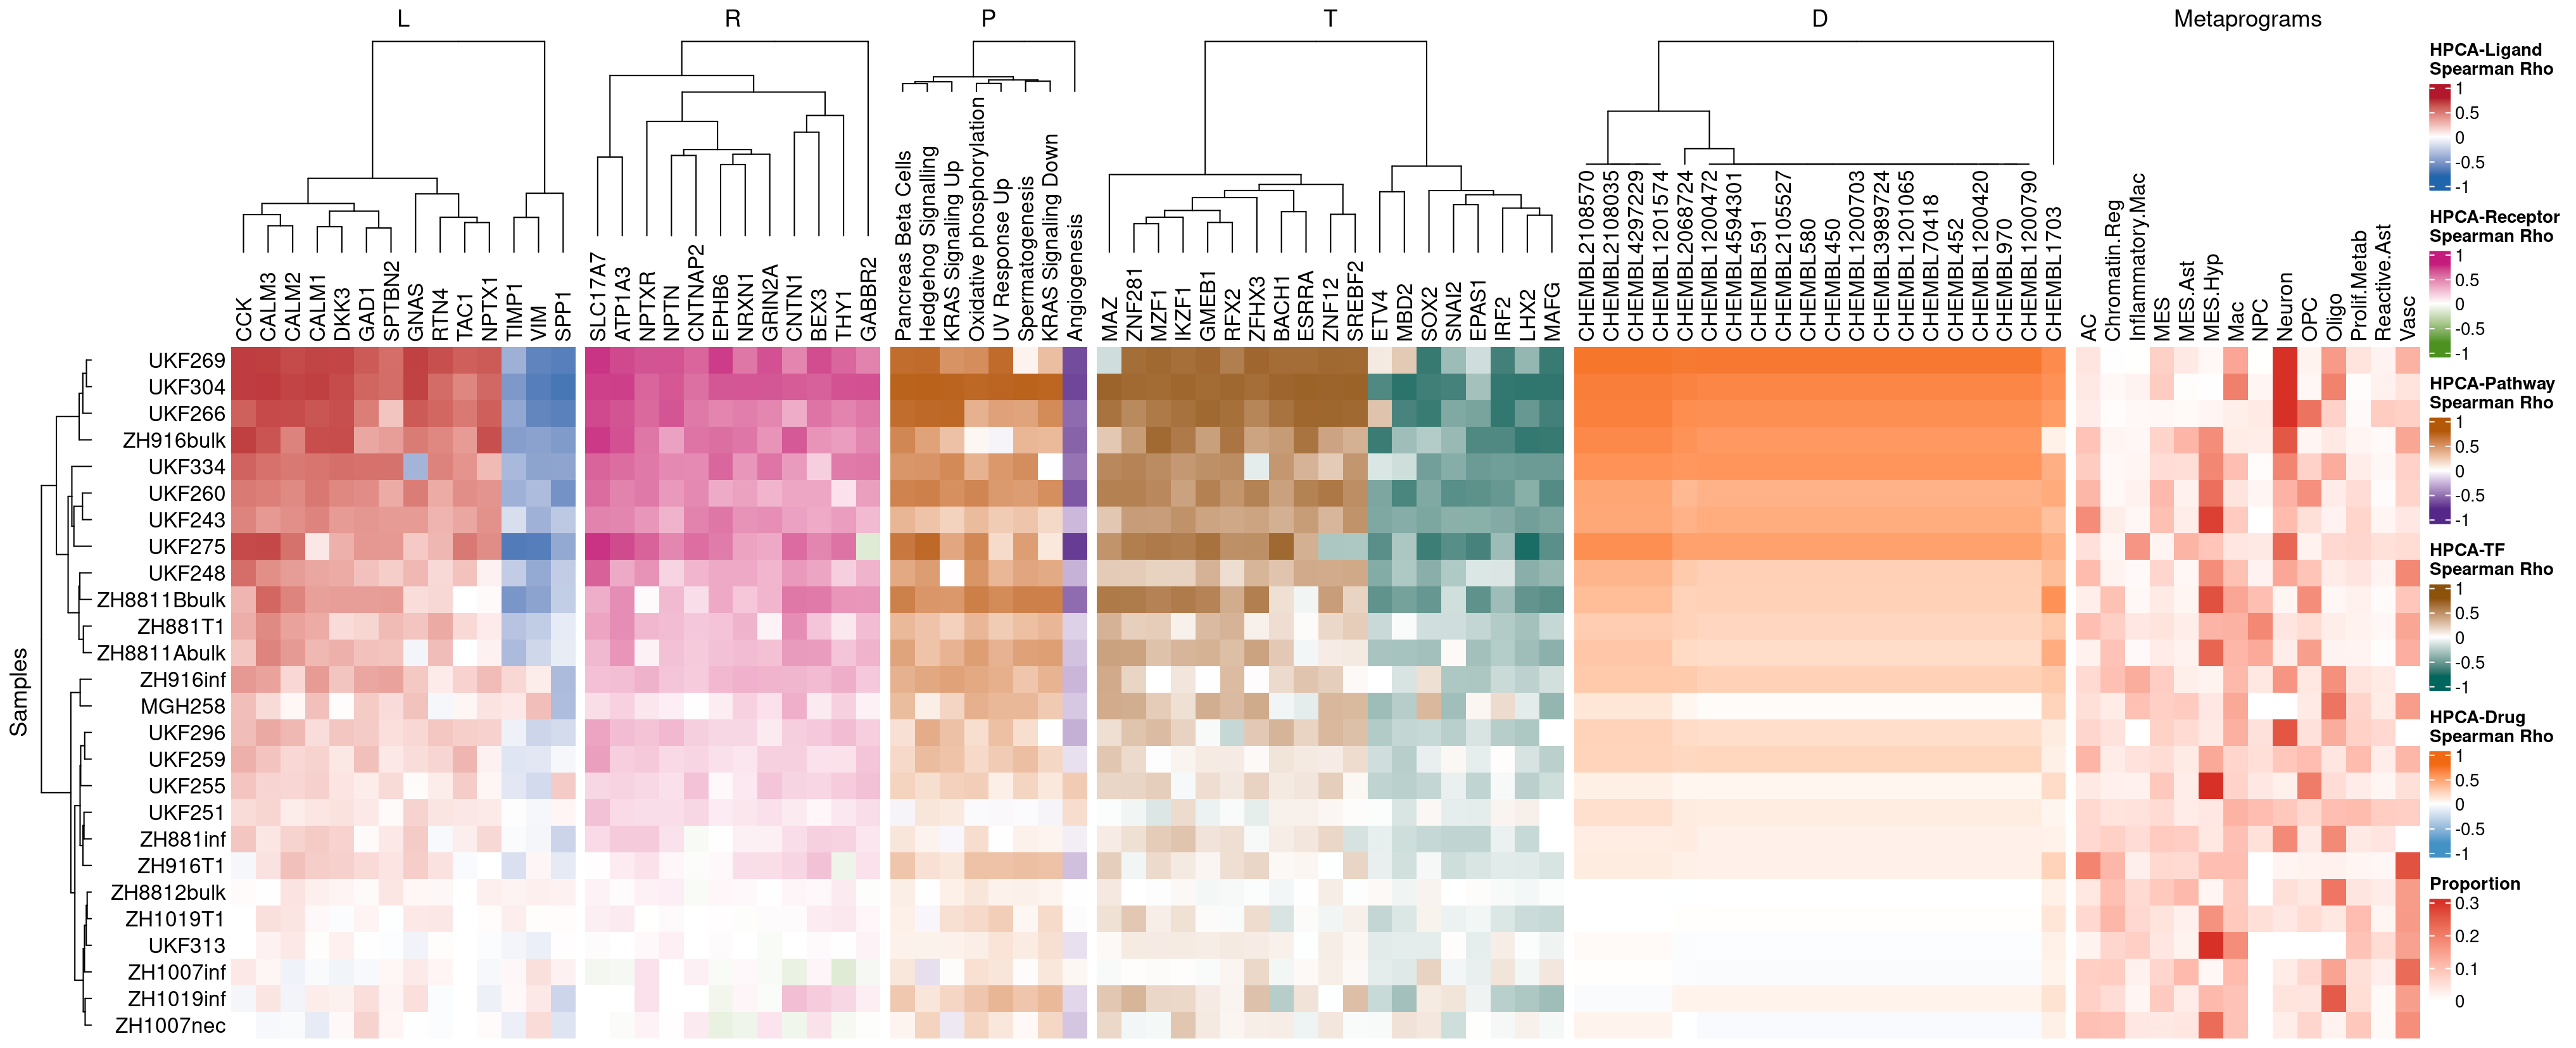 L R P T D Metaprograms
CCK
CALM3
CALM2
CALM1
DKK3
GAD1
SPTBN2
GNAS
RTN4
TAC1
NPTX1
TIMP1
VIM
SPP1
SLC17A7
ATP1A3
NPTXR
NPTN
CNTNAP2
EPHB6
NRXN1
GRIN2A
CNTN1
BEX3
THY1
GABBR2
Pancreas Beta Cells
Hedgehog Signalling
KRAS Signaling Up
Oxidative phosphorylation
UV Response Up
Spermatogenesis
KRAS Signaling Down
Angiogenesis
MAZ
ZNF281
MZF1
IKZF1
GMEB1
RFX2
ZFHX3
BACH1
ESRRA
ZNF12
SREBF2
ETV4
MBD2
SOX2
SNAI2
EPAS1
IRF2
LHX2
MAFG
CHEMBL2108570
CHEMBL2108035
CHEMBL4297229
CHEMBL1201574
CHEMBL2068724
CHEMBL1200472
CHEMBL4594301
CHEMBL591
CHEMBL2105527
CHEMBL580
CHEMBL450
CHEMBL1200703
CHEMBL3989724
CHEMBL1201065
CHEMBL70418
CHEMBL452
CHEMBL1200420
CHEMBL970
CHEMBL1200790
CHEMBL1703
AC
Chromatin.Reg
Inflammatory.Mac
MES
MES.Ast
MES.Hyp
Mac
NPC
Neuron
OPC
Oligo
Prolif.Metab
Reactive.Ast
Vasc
Samples
UKF269
UKF304
UKF266
ZH916bulk
UKF334
UKF260
UKF243
UKF275
UKF248
ZH8811Bbulk
ZH881T1
ZH8811Abulk
ZH916inf
MGH258
UKF296
UKF259
UKF255
UKF251
ZH881inf
ZH916T1
ZH8812bulk
ZH1019T1
UKF313
ZH1007inf
ZH1019inf
ZH1007nec
HPCA-Ligand
Spearman Rho
1
0.5
0
-0.5
-1
HPCA-Receptor
Spearman Rho
1
0.5
0
-0.5
-1
HPCA-Pathway
Spearman Rho
1
0.5
0
-0.5
-1
HPCA-TF
Spearman Rho
1
0.5
0
-0.5
-1
HPCA-Drug
Spearman Rho
1
0.5
0
-0.5
-1
Proportion
0.3
0.2
0.1
0